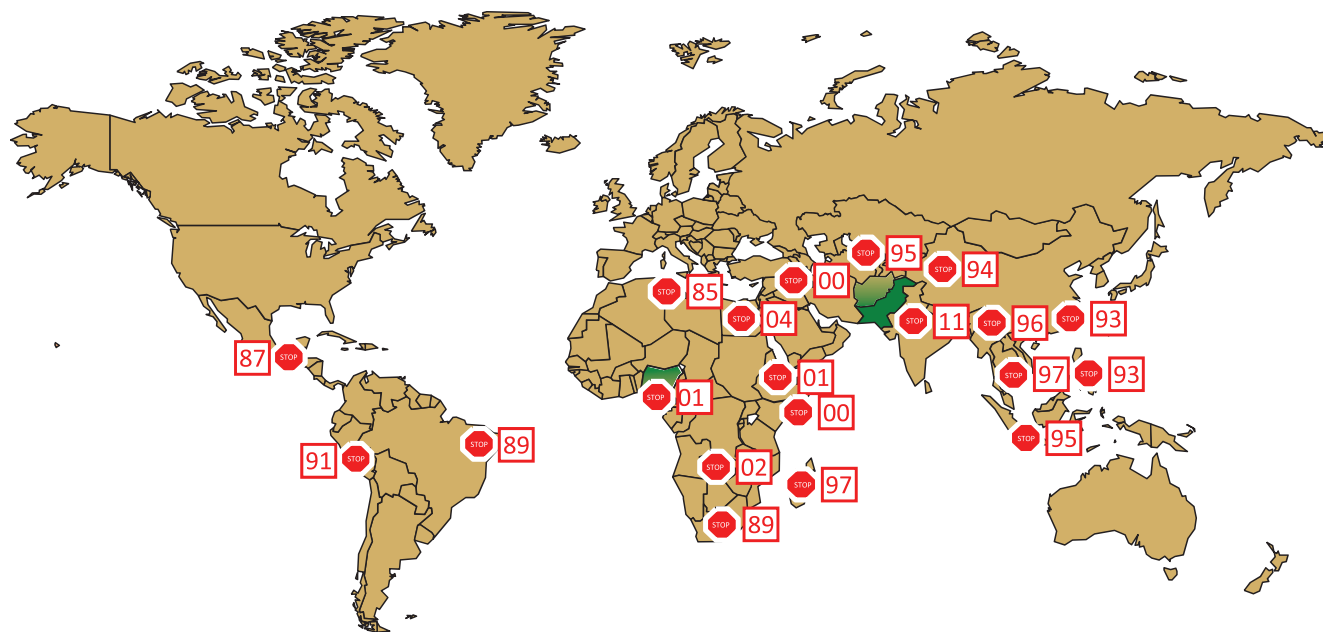 STOP 95
STOP 94
STOP 00
STOP 85
STOP 04
STOP 11
STOP 96
STOP 93
87 STOP
STOP 97
STOP 93
STOP 01
STOP 01
STOP 00
STOP 95
91 STOP
STOP 89
STOP 02
STOP 97
STOP 89